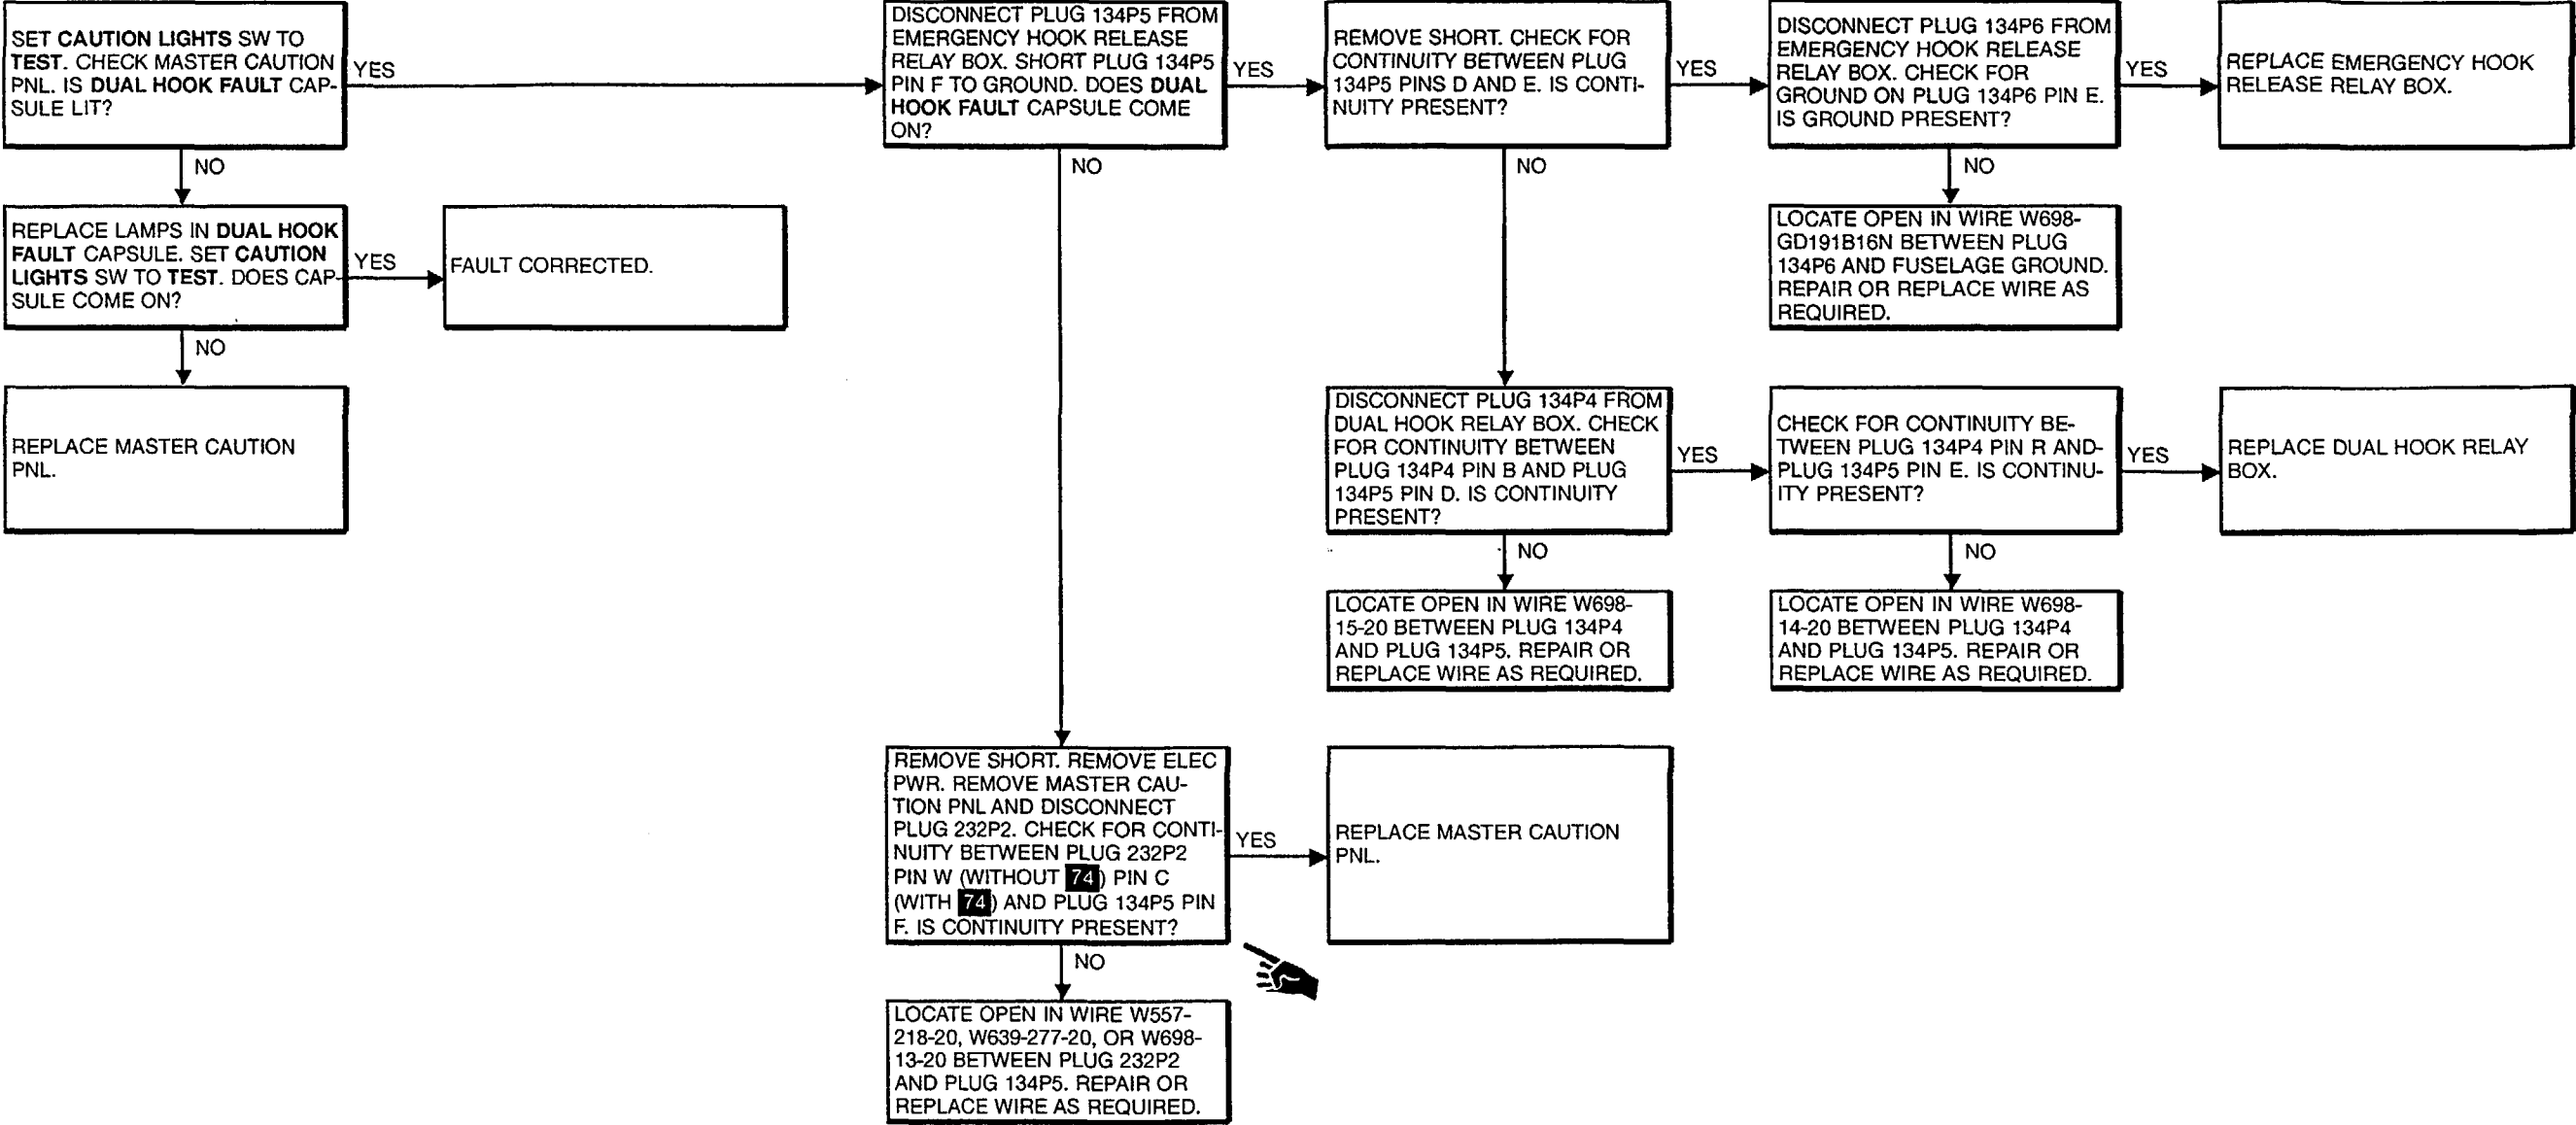 SET CAUTION LIGHTS SW TO
TEST. CHECK MASTER CAUTION
PNL. IS DUAL HOOK FAULT CAP-
SULE LIT?
YES
NO
DISCONNECT PLUG 134P5 FROM
EMERGENCY HOOK RELEASE
RELAY BOX. SHORT PLUG 134P5
PIN F TO GROUND. DOES DUAL
HOOK FAULT CAPSULE COME
ON?
YES
NO
REMOVE SHORT. CHECK FOR
CONTINUITY BETWEEN PLUG
134P5 PINS D AND E. IS CONTI-
NUITY PRESENT?
YES
NO
DISCONNECT PLUG 134P6 FROM
EMERGENCY HOOK RELEASE
RELAY BOX. CHECK FOR
GROUND ON PLUG 134P6 PIN E.
IS GROUND PRESENT?
YES
NO
REPLACE EMERGENCY HOOK
RELEASE RELAY BOX.
REPLACE LAMPS IN DUAL HOOK
FAULT CAPSULE. SET CAUTION
LIGHTS SW TO TEST. DOES CAP-
SULE COME ON?
YES
NO
FAULT CORRECTED.
LOCATE OPEN IN WIRE W698-
GD191B16N BETWEEN PLUG
134P6 AND FUSELAGE GROUND.
REPAIR OR REPLACE WIRE AS
REQUIRED.
REPLACE MASTER CAUTION
PNL.
DISCONNECT PLUG 134P4 FROM
DUAL HOOK RELAY BOX. CHECK
FOR CONTINUITY BETWEEN
PLUG 134P4 PIN B AND PLUG
134P5 PIN D. IS CONTINUITY
PRESENT?
YES
NO
CHECK FOR CONTINUITY BE-
TWEEN PLUG 134P4 PIN R AND-
PLUG 134P5 PIN E. IS CONTINU-
ITY PRESENT?
YES
NO
REPLACE DUAL HOOK RELAY
BOX.
LOCATE OPEN IN WIRE W698-
15-20 BETWEEN PLUG 134P4
AND PLUG 134P5. REPAIR OR
REPLACE WIRE AS REQUIRED.
LOCATE OPEN IN WIRE W698-
14-20 BETWEEN PLUG 134P4
AND PLUG 134P5. REPAIR OR
REPLACE WIRE AS REQUIRED.
REMOVE SHORT. REMOVE ELEC
PWR. REMOVE MASTER CAU-
TION PNL AND DISCONNECT
PLUG 232P2. CHECK FOR CONTI-
NUITY BETWEEN PLUG 232P2
PIN W (WITHOUT 74) PIN C
(WITH 74) AND PLUG 134P5 PIN
F. IS CONTINUITY PRESENT?
YES
NO
REPLACE MASTER CAUTION
PNL.
LOCATE OPEN IN WIRE W557-
218-20, W639-277-20, OR W698-
13-20 BETWEEN PLUG 232P2
AND PLUG 134P5. REPAIR OR
REPLACE WIRE AS REQUIRED.